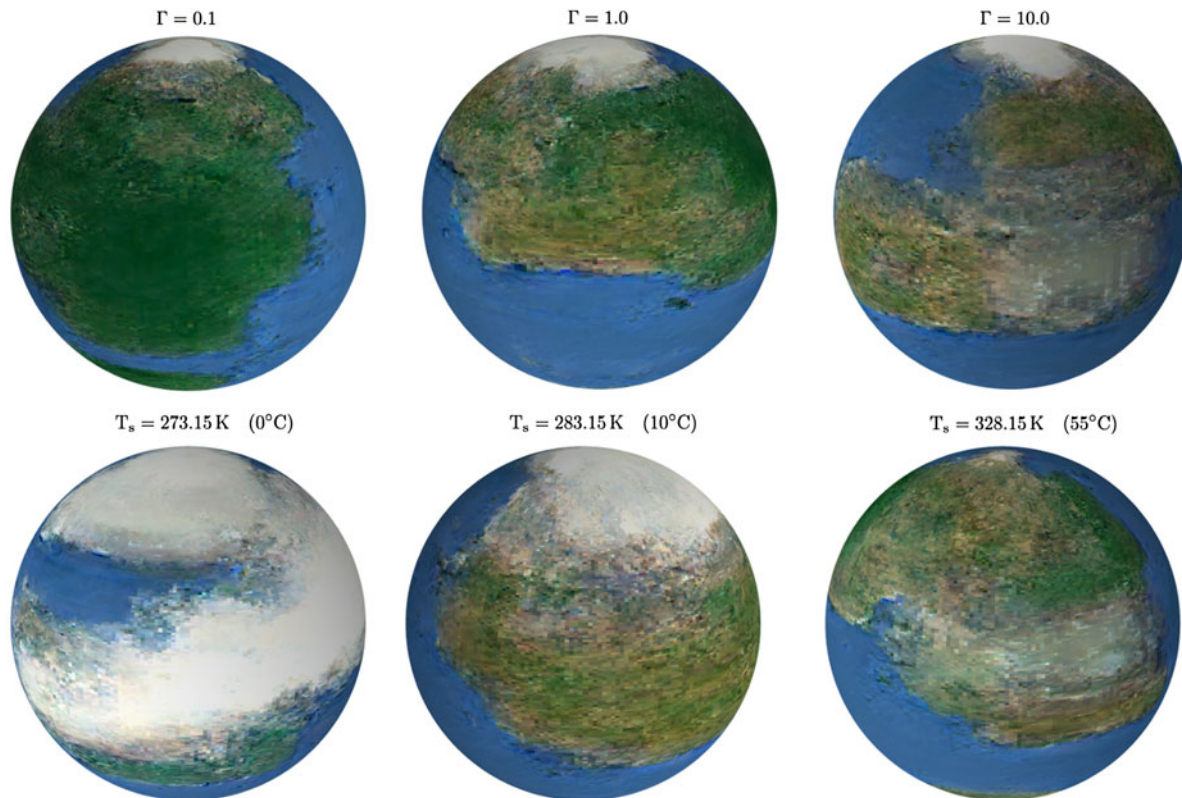 Γ = 0.1
Γ = 1.0
Γ = 10.0
Tₛ = 273.15 K (0°C)
Tₛ = 283.15 K (10°C)
Tₛ = 328.15 K (55°C)